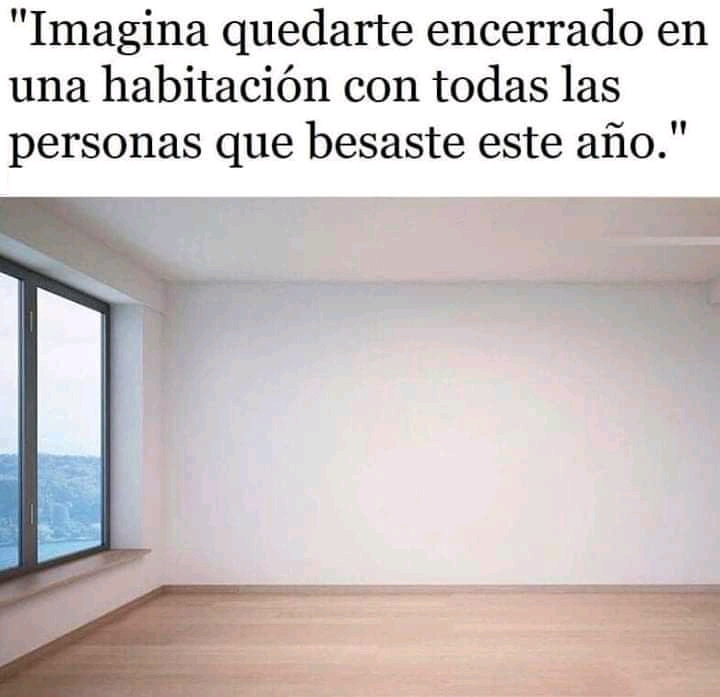 "Imagina quedarte encerrado en
una habitación con todas las
personas que besaste este año."